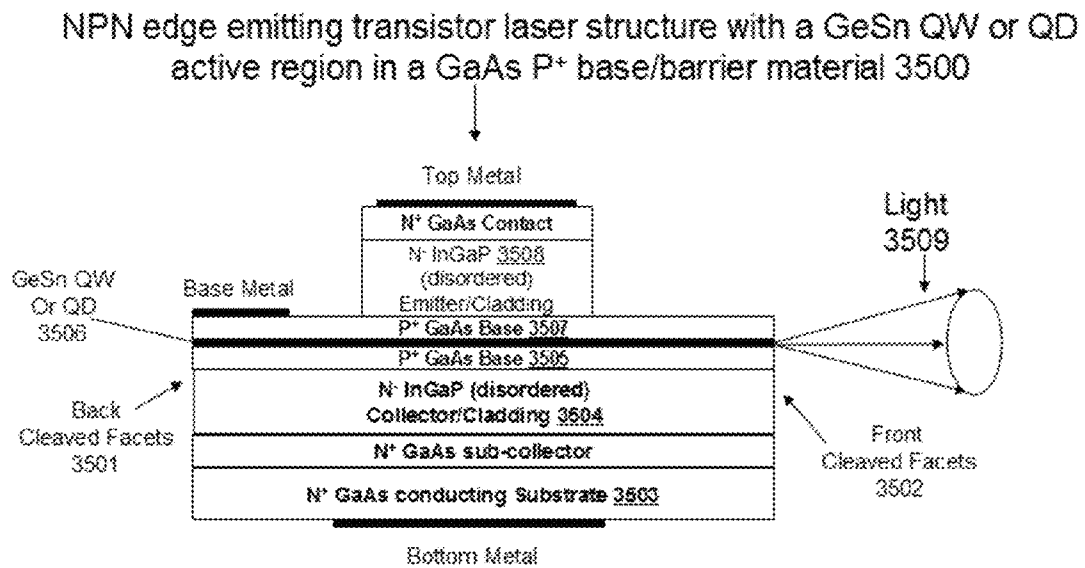 NPN edge emitting transistor laser structure with a GeSn QW or QD
active region in a GaAs P⁺ base/barrier material 3500
Top Metal
N⁺ GaAs Contact
N⁻ InGaP 3508
(disordered)
Emitter/Cladding
Light
3509
GeSn QW
Or QD
3506
Base Metal
P⁺ GaAs Base 3507
P⁺ GaAs Base 3505
N⁻ InGaP (disordered)
Collector/Cladding 3504
Back
Cleaved Facets
3501
N⁺ GaAs sub-collector
Front
Cleaved Facets
3502
N⁺ GaAs conducting Substrate 3503
Bottom Metal